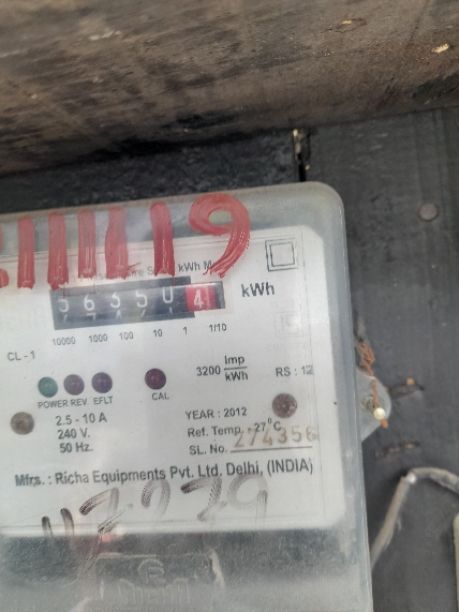 kWh M
56350 4 kWh
10000 1000 100 10 1 1/10
CL - 1
3200 Imp/kWh RS : 12
POWER REV. EFLT CAL
2.5 - 10 A
240 V.
50 Hz.
YEAR : 2012
Ref. Temp. : 27°C
SL. No. 274356
Mfrs. : Richa Equipments Pvt. Ltd. Delhi, (INDIA)